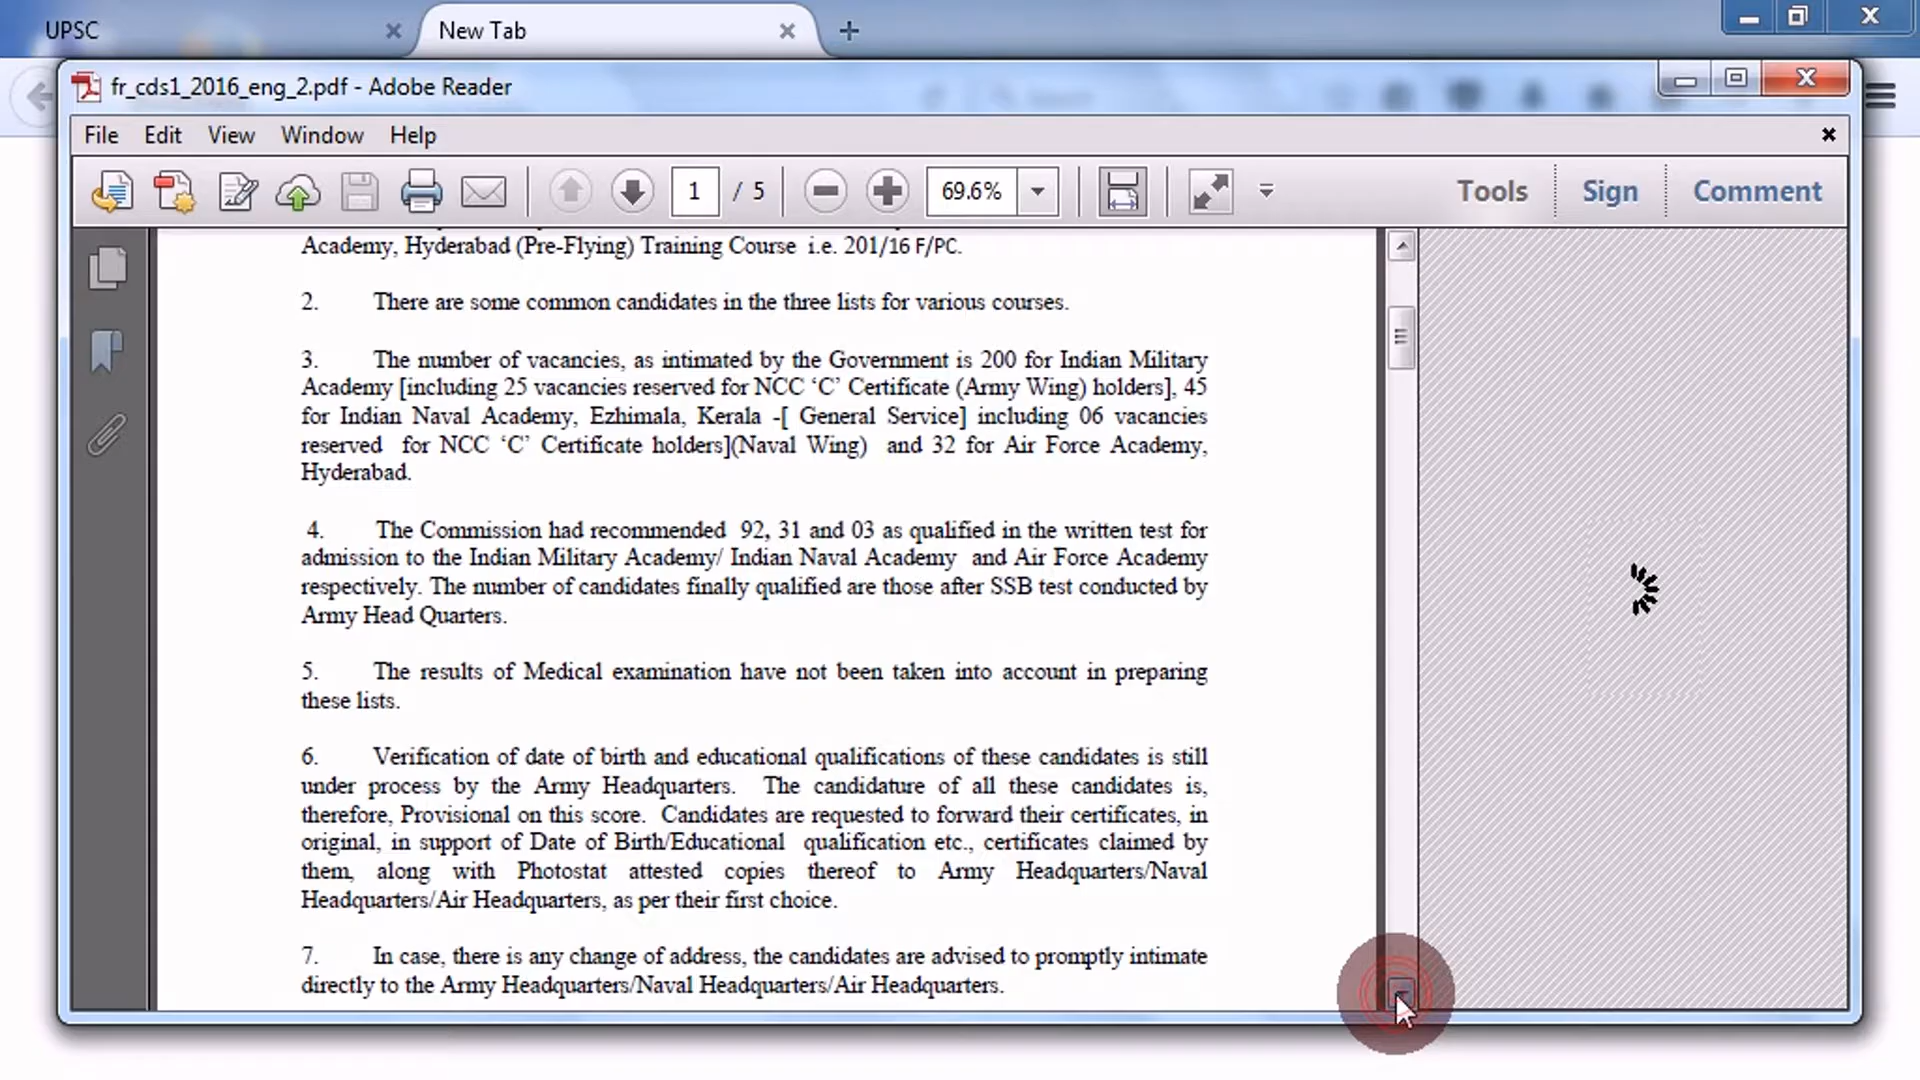 UPSC
New Tab
fr_cds1_2016_eng_2.pdf - Adobe Reader
File Edit View Window Help
1 / 5 69.6% Tools Sign Comment
Academy, Hyderabad (Pre-Flying) Training Course i.e. 201/16 F/PC.
2. There are some common candidates in the three lists for various courses.
3. The number of vacancies, as intimated by the Government is 200 for Indian Military
Academy [including 25 vacancies reserved for NCC ‘C’ Certificate (Army Wing) holders], 45
for Indian Naval Academy, Ezhimala, Kerala -[ General Service] including 06 vacancies
reserved for NCC ‘C’ Certificate holders](Naval Wing) and 32 for Air Force Academy,
Hyderabad.
4. The Commission had recommended 92, 31 and 03 as qualified in the written test for
admission to the Indian Military Academy/ Indian Naval Academy and Air Force Academy
respectively. The number of candidates finally qualified are those after SSB test conducted by
Army Head Quarters.
5. The results of Medical examination have not been taken into account in preparing
these lists.
6. Verification of date of birth and educational qualifications of these candidates is still
under process by the Army Headquarters. The candidature of all these candidates is,
therefore, Provisional on this score. Candidates are requested to forward their certificates, in
original, in support of Date of Birth/Educational qualification etc., certificates claimed by
them, along with Photostat attested copies thereof to Army Headquarters/Naval
Headquarters/Air Headquarters, as per their first choice.
7. In case, there is any change of address, the candidates are advised to promptly intimate
directly to the Army Headquarters/Naval Headquarters/Air Headquarters.